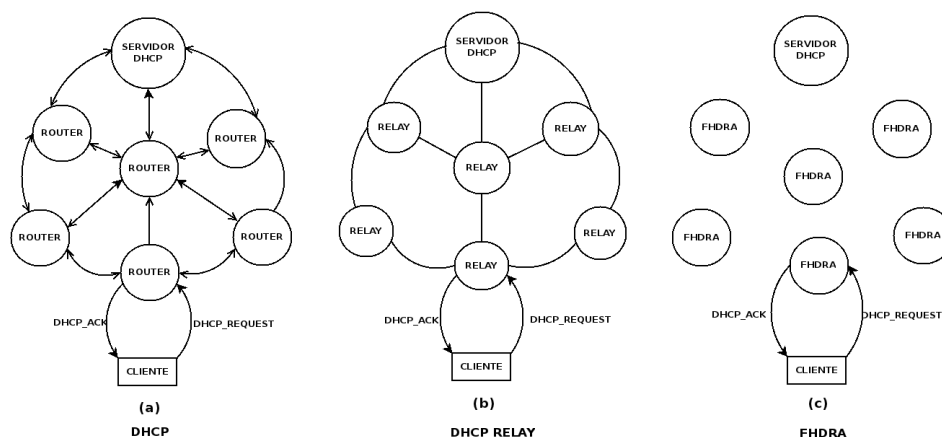 SERVIDOR
DHCP
ROUTER
ROUTER
ROUTER
ROUTER
ROUTER
ROUTER
DHCP_ACK
DHCP_REQUEST
CLIENTE
(a)
DHCP
SERVIDOR
DHCP
RELAY
RELAY
RELAY
RELAY
RELAY
RELAY
DHCP_ACK
DHCP_REQUEST
CLIENTE
(b)
DHCP RELAY
SERVIDOR
DHCP
FHDRA
FHDRA
FHDRA
FHDRA
FHDRA
FHDRA
DHCP_ACK
DHCP_REQUEST
CLIENTE
(c)
FHDRA